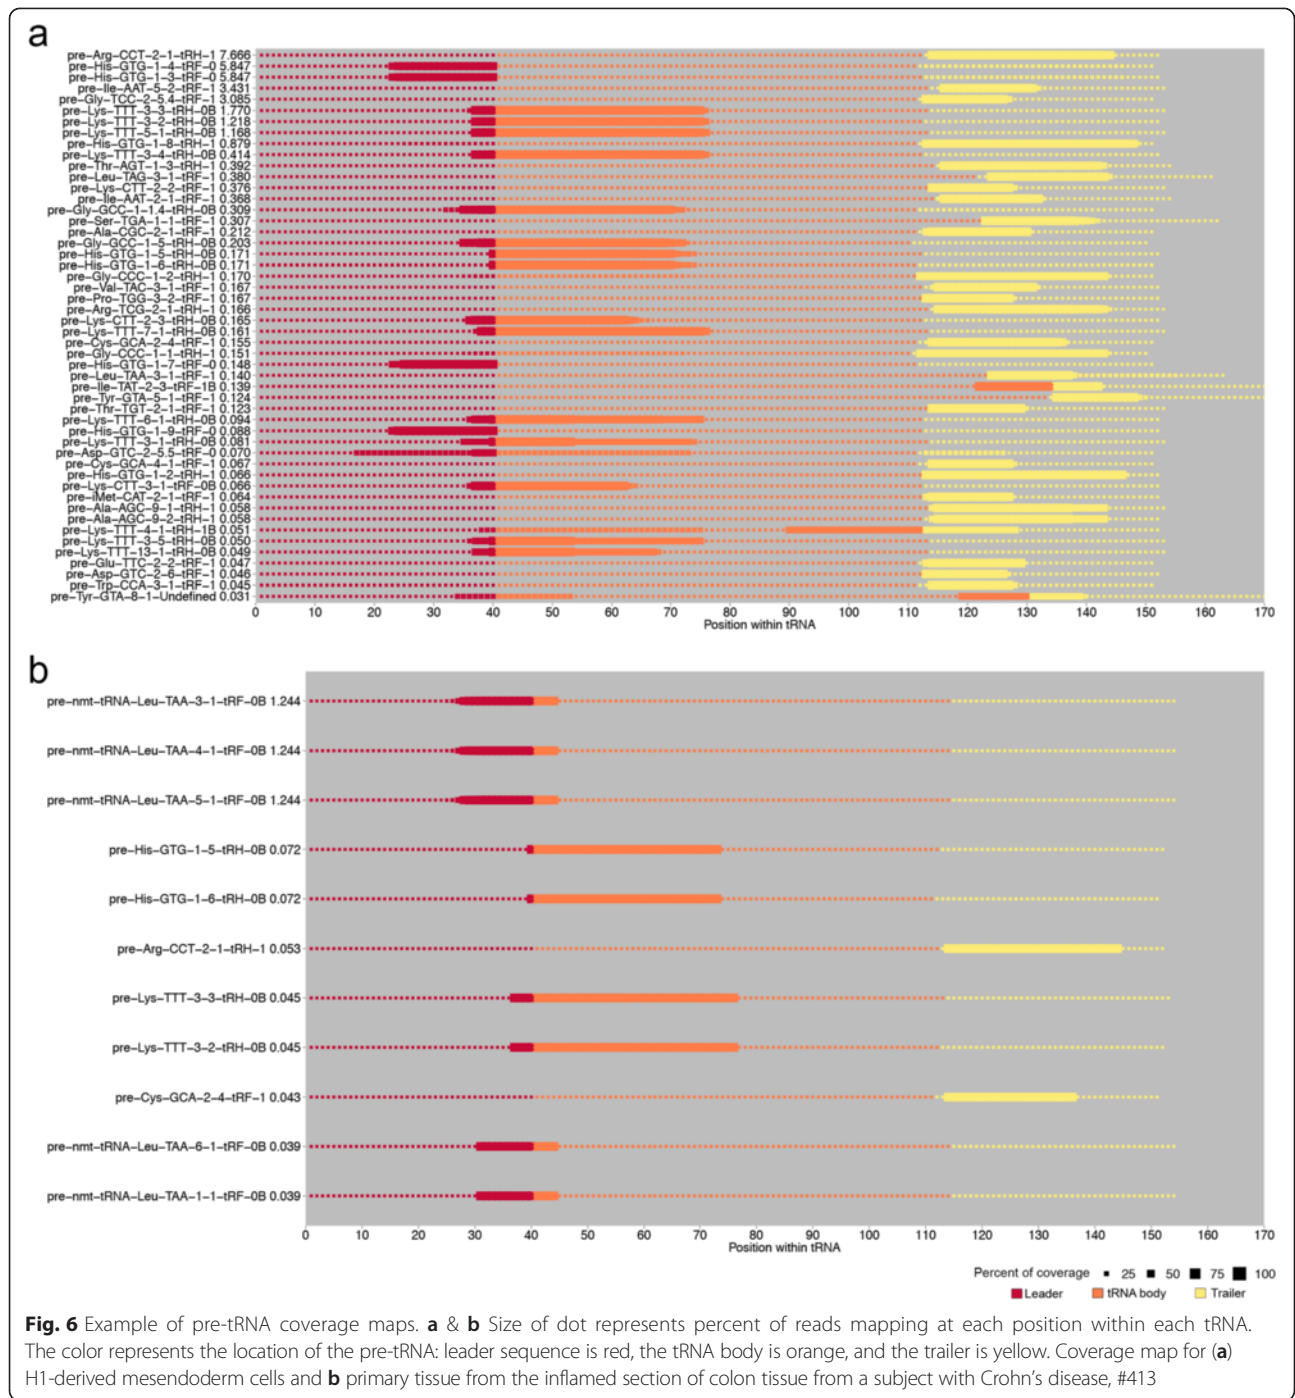 a
pre-Arg-CCT-2-1-tRH-1 7.666
pre-His-GTG-1-4-tRF-0 5.847
pre-His-GTG-1-3-tRF-0 5.847
pre-Ile-AAT-5-2-tRF-1 3.431
pre-Gly-TCC-2-5.4-tRF-1 3.085
pre-Lys-TTT-3-3-tRH-0B 1.770
pre-Lys-TTT-3-2-tRH-0B 1.218
pre-Lys-TTT-5-1-tRH-0B 1.168
pre-His-GTG-1-8-tRH-1 0.879
pre-Lys-TTT-3-4-tRH-0B 0.414
pre-Thr-AGT-1-3-tRH-1 0.392
pre-Leu-TAG-3-1-tRF-1 0.380
pre-Lys-CTT-2-2-tRF-1 0.376
pre-Ile-AAT-2-1-tRF-1 0.368
pre-Gly-GCC-1-1.4-tRH-0B 0.309
pre-Ser-TGA-1-1-tRF-1 0.307
pre-Ala-CGC-2-1-tRF-1 0.212
pre-Gly-GCC-1-5-tRH-0B 0.203
pre-His-GTG-1-5-tRH-0B 0.171
pre-His-GTG-1-6-tRH-0B 0.171
pre-Gly-CCC-1-2-tRH-1 0.170
pre-Val-TAC-3-1-tRF-1 0.167
pre-Pro-TGG-3-2-tRF-1 0.167
pre-Arg-TCG-2-1-tRH-1 0.166
pre-Lys-CTT-2-3-tRH-0B 0.165
pre-Lys-TTT-7-1-tRH-0B 0.161
pre-Cys-GCA-2-4-tRF-1 0.155
pre-Gly-CCC-1-1-tRH-1 0.151
pre-His-GTG-1-7-tRF-0 0.148
pre-Leu-TAA-3-1-tRF-1 0.140
pre-Ile-TAT-2-3-tRF-1B 0.139
pre-Tyr-GTA-5-1-tRF-1 0.124
pre-Thr-TGT-2-1-tRF-1 0.123
pre-Lys-TTT-6-1-tRH-0B 0.094
pre-His-GTG-1-9-tRF-0 0.088
pre-Lys-TTT-3-1-tRH-0B 0.081
pre-Asp-GTC-2-5.5-tRF-0 0.070
pre-Cys-GCA-4-1-tRF-1 0.067
pre-His-GTG-1-2-tRH-1 0.066
pre-Lys-CTT-3-1-tRF-0B 0.066
pre-iMet-CAT-2-1-tRF-1 0.064
pre-Ala-AGC-9-1-tRH-1 0.058
pre-Ala-AGC-9-2-tRH-1 0.058
pre-Lys-TTT-4-1-tRH-1B 0.051
pre-Lys-TTT-3-5-tRH-0B 0.050
pre-Lys-TTT-13-1-tRH-0B 0.049
pre-Glu-TTC-2-2-tRF-1 0.047
pre-Asp-GTC-2-6-tRF-1 0.046
pre-Trp-CCA-3-1-tRF-1 0.045
pre-Tyr-GTA-8-1-Undefined 0.031
0 10 20 30 40 50 60 70 80 90 100 110 120 130 140 150 160 170
Position within tRNA
b
pre-nmt-tRNA-Leu-TAA-3-1-tRF-0B 1.244
pre-nmt-tRNA-Leu-TAA-4-1-tRF-0B 1.244
pre-nmt-tRNA-Leu-TAA-5-1-tRF-0B 1.244
pre-His-GTG-1-5-tRH-0B 0.072
pre-His-GTG-1-6-tRH-0B 0.072
pre-Arg-CCT-2-1-tRH-1 0.053
pre-Lys-TTT-3-3-tRH-0B 0.045
pre-Lys-TTT-3-2-tRH-0B 0.045
pre-Cys-GCA-2-4-tRF-1 0.043
pre-nmt-tRNA-Leu-TAA-6-1-tRF-0B 0.039
pre-nmt-tRNA-Leu-TAA-1-1-tRF-0B 0.039
0 10 20 30 40 50 60 70 80 90 100 110 120 130 140 150 160 170
Position within tRNA
Percent of coverage 25 50 75 100
Leader tRNA body Trailer
Fig. 6 Example of pre-tRNA coverage maps. a & b Size of dot represents percent of reads mapping at each position within each tRNA.
The color represents the location of the pre-tRNA: leader sequence is red, the tRNA body is orange, and the trailer is yellow. Coverage map for (a)
H1-derived mesendoderm cells and b primary tissue from the inflamed section of colon tissue from a subject with Crohn's disease, #413